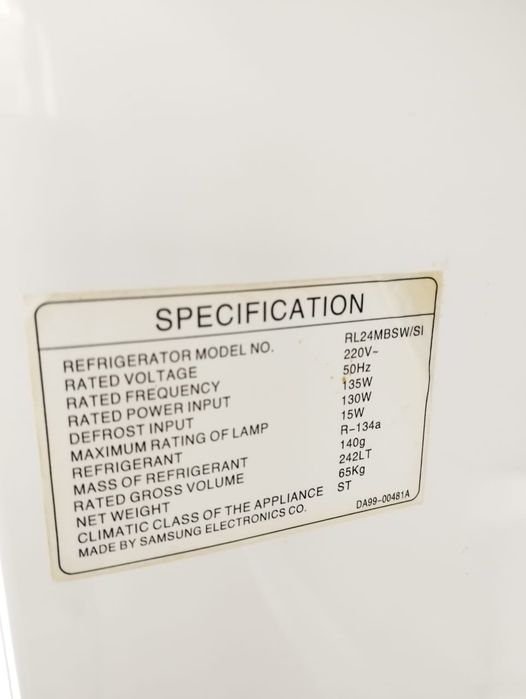 SPECIFICATION
REFRIGERATOR MODEL NO. RL24MBSW/SI
RATED VOLTAGE 220V~
RATED FREQUENCY 50Hz
RATED POWER INPUT 135W
DEFROST INPUT 130W
MAXIMUM RATING OF LAMP 15W
REFRIGERANT R-134a
MASS OF REFRIGERANT 140g
RATED GROSS VOLUME 242LT
NET WEIGHT 65Kg
CLIMATIC CLASS OF THE APPLIANCE ST
MADE BY SAMSUNG ELECTRONICS CO. DA99-00481A